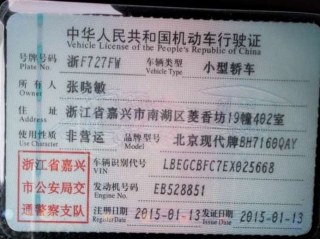 中华人民共和国机动车行驶证
Vehicle License of the People's Republic of China
号牌号码 浙F727FW 车辆类型 小型轿车
Plate No. Vehicle Type
所有人 张晓敏
Owner
住址 浙江省嘉兴市南湖区菱香坊19幢402室
Address
使用性质 非营运 品牌型号 北京现代牌BH7160QAY
Use Character Model
浙江省嘉兴市公安局交通警察支队
车辆识别代号 LBEGCBFC7EX025668
VIN
发动机号码 EB528851
Engine No.
注册日期 2015-01-13 发证日期 2015-01-13
Register Date Issue Date